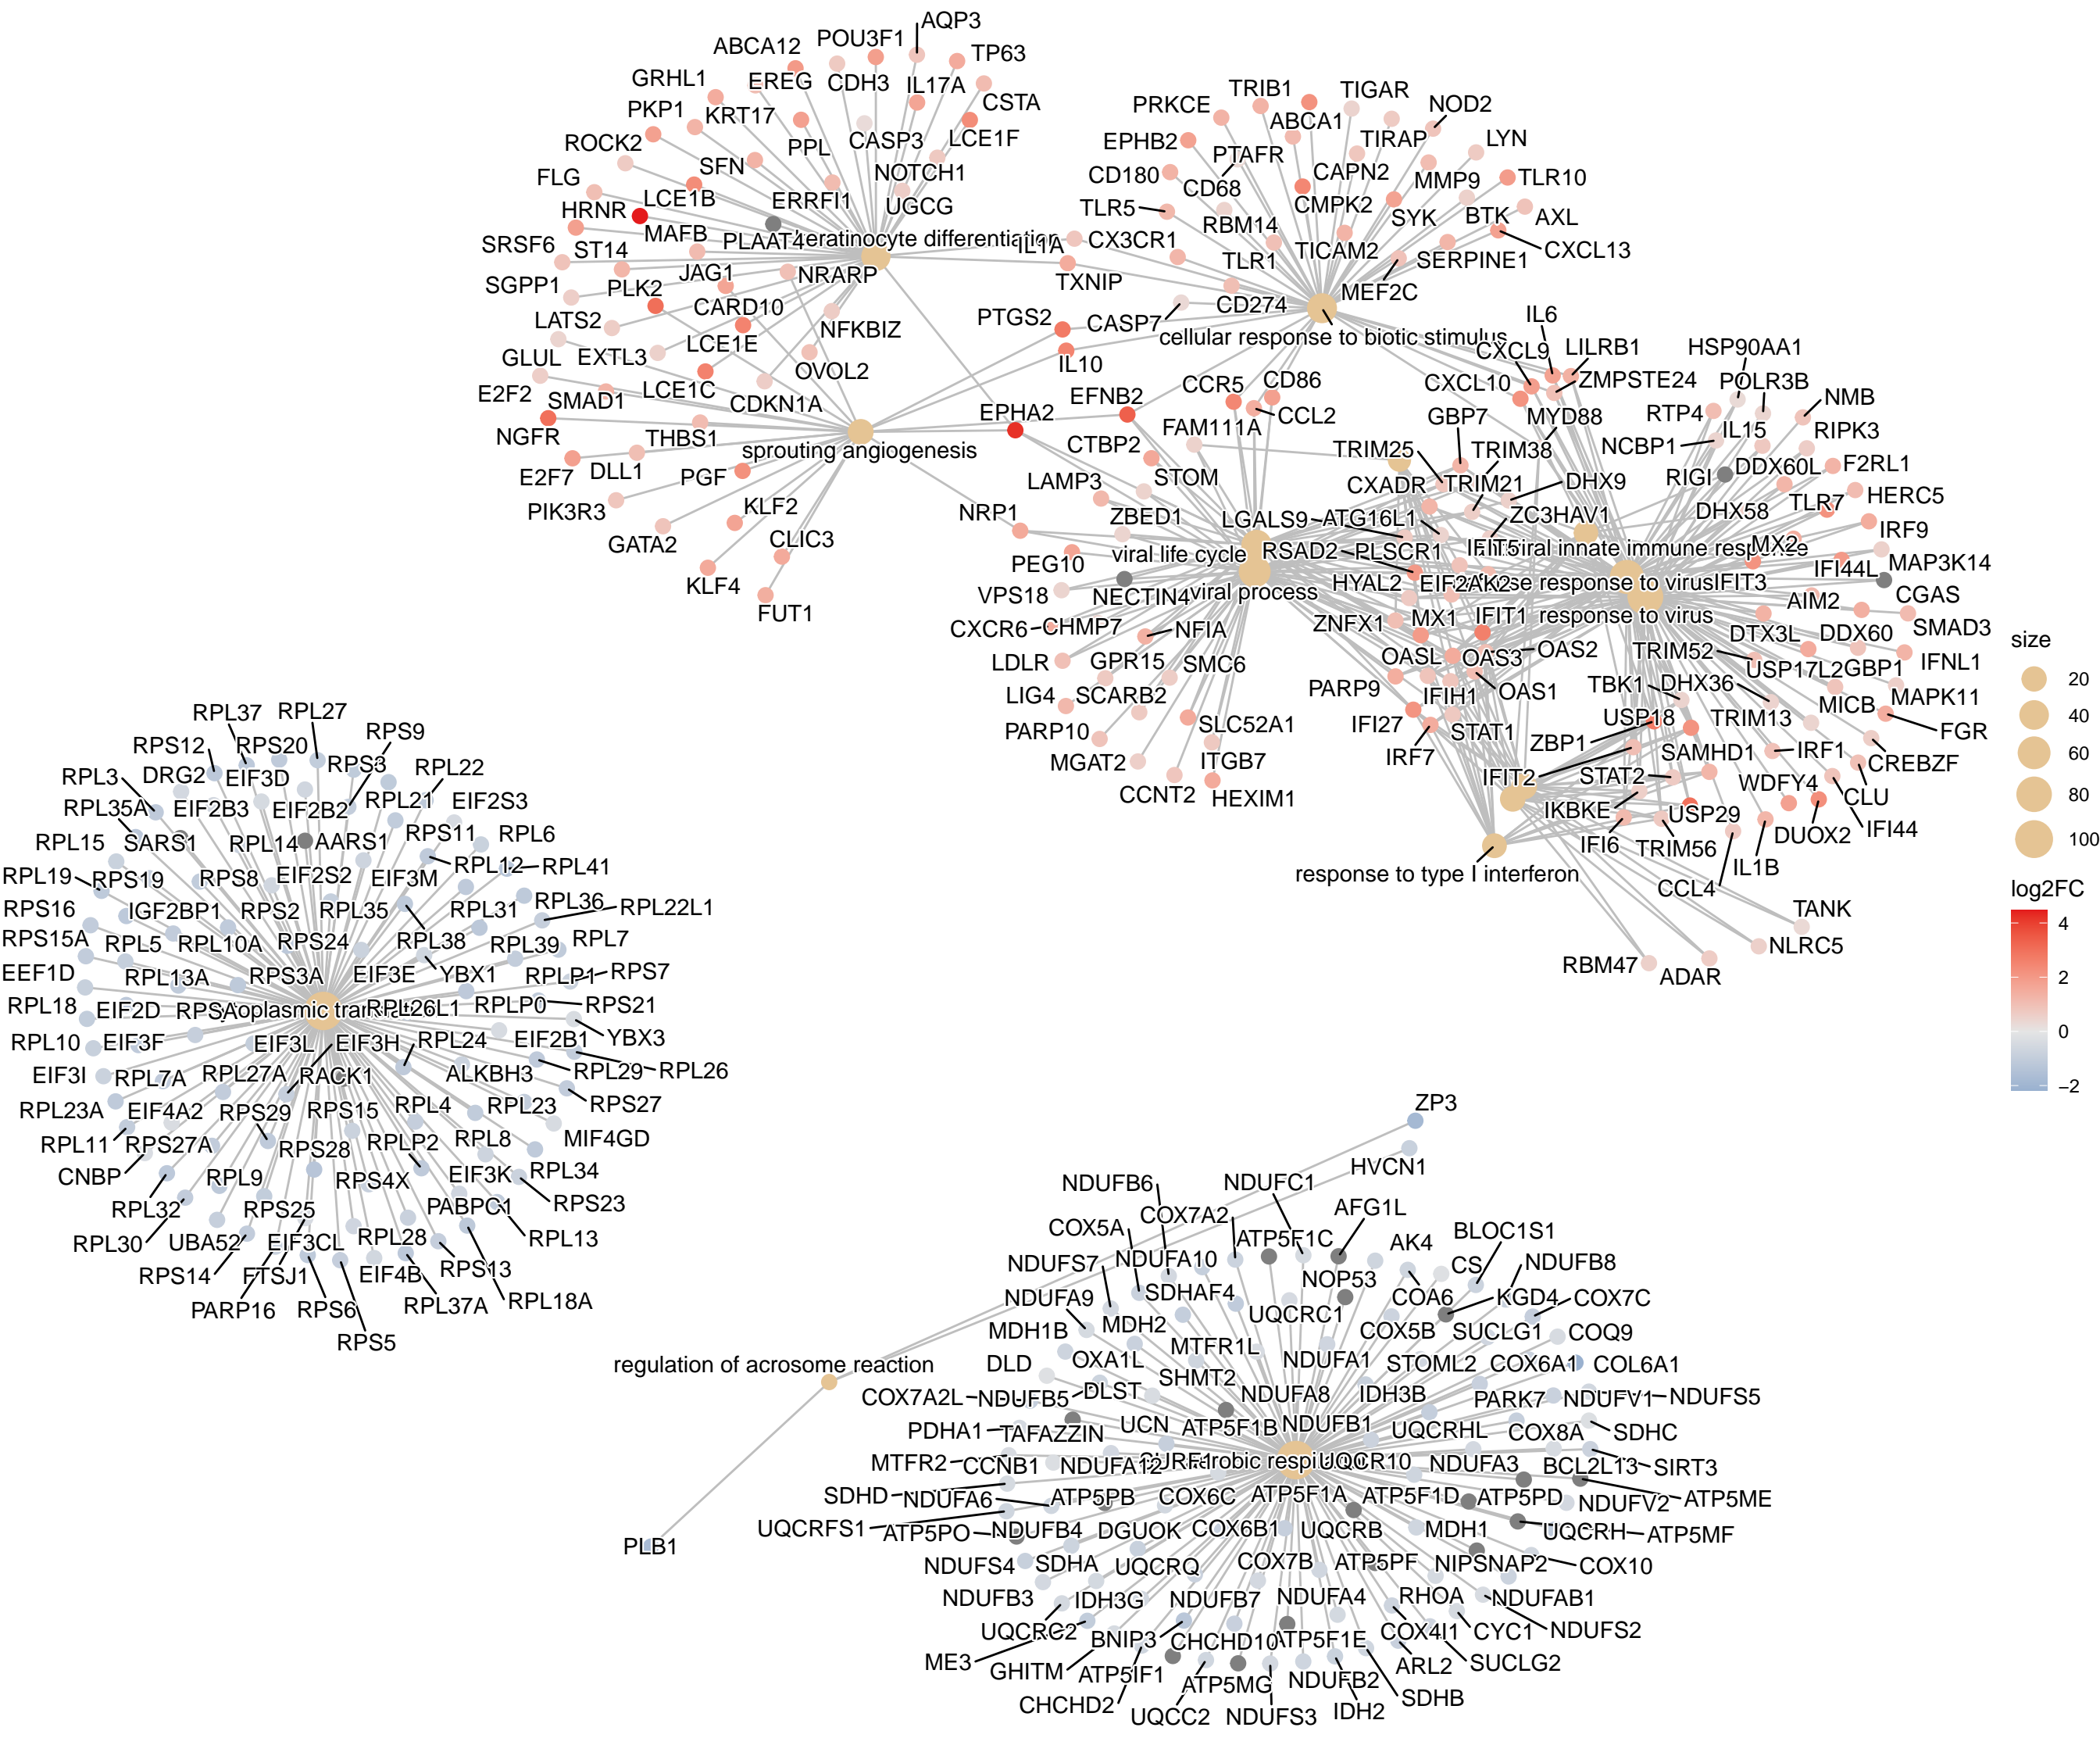 AQP3
ABCA12
POU3F1
TP63
GRHL1
EREG
CDH3
IL17A
CSTA
PKP1
KRT17
PPL
CASP3
LCE1F
ROCK2
SFN
NOTCH1
FLG
LCE1B
ERRFI1
UGCG
HRNR
MAFB
PLAAT4
keratinocyte differentiation
IL1A
SRSF6
ST14
JAG1
NRARP
SGPP1
PLK2
CARD10
NFKBIZ
LATS2
LCE1E
GLUL
EXTL3
OVOL2
E2F2
SMAD1
LCE1C
CDKN1A
NGFR
THBS1
sprouting angiogenesis
E2F7
DLL1
PGF
PIK3R3
KLF2
GATA2
CLIC3
KLF4
FUT1
TRIB1
TIGAR
PRKCE
ABCA1
NOD2
EPHB2
PTAFR
TIRAP
LYN
CD180
CD68
CAPN2
MMP9
TLR10
TLR5
RBM14
CMPK2
SYK
BTK
AXL
CX3CR1
TLR1
TICAM2
SERPINE1
CXCL13
TXNIP
CD274
MEF2C
PTGS2
CASP7
cellular response to biotic stimulus
IL10
IL6
CXCL9
LILRB1
HSP90AA1
CCR5
CD86
CXCL10
ZMPSTE24
POLR3B
EFNB2
CCL2
GBP7
MYD88
RTP4
NMB
EPHA2
FAM111A
TRIM25
TRIM38
NCBP1
IL15
RIPK3
CTBP2
STOM
CXADR
TRIM21
DHX9
RIGI
DDX60L
F2RL1
LAMP3
TLR7
HERC5
NRP1
ZBED1
LGALS9
ATG16L1
ZC3HAV1
DHX58
IRF9
PEG10
viral life cycle
RSAD2
PLSCR1
IFIT5
MX2
MAP3K14
VPS18
NECTIN4
viral process
HYAL2
EIF2AK2
response to virus
IFIT3
IFI44L
CGAS
CXCR6
CHMP7
NFIA
ZNFX1
MX1
IFIT1
response to virus
AIM2
SMAD3
LDLR
GPR15
SMC6
OASL
OAS3
OAS2
TRIM52
DTX3L
DDX60
IFNL1
LIG4
SCARB2
PARP9
IFIH1
OAS1
TBK1
DHX36
USP17L2
GBP1
MAPK11
PARP10
SLC52A1
IFI27
STAT1
USP18
TRIM13
MICB
FGR
MGAT2
ITGB7
IRF7
ZBP1
SAMHD1
IRF1
CREBZF
CCNT2
HEXIM1
IFIT2
STAT2
WDFY4
CLU
IKBKE
USP29
DUOX2
IFI44
IFI6
TRIM56
IL1B
response to type I interferon
CCL4
TANK
NLRC5
RBM47
ADAR
size
20
40
60
80
100
log2FC
4
2
0
−2
RPL37
RPL27
RPS12
RPS20
RPS9
RPL3
DRG2
EIF3D
RPS3
RPL22
RPL35A
EIF2B3
EIF2B2
RPL21
EIF2S3
RPL15
SARS1
RPL14
AARS1
RPS11
RPL6
RPL19
RPS19
RPS8
EIF2S2
EIF3M
RPL12
RPL41
RPS16
IGF2BP1
RPS2
RPL35
RPL31
RPL36
RPL22L1
RPS15A
RPL5
RPL10A
RPS24
RPL38
RPL39
RPL7
EEF1D
RPL13A
RPS3A
EIF3E
YBX1
RPLP1
RPS7
RPL18
EIF2D
RPSA
RPL26L1
RPLP0
RPS21
RPL10
EIF3F
EIF3L
EIF3H
RPL24
EIF2B1
YBX3
EIF3I
RPL7A
RPL27A
RACK1
ALKBH3
RPL29
RPL26
RPL23A
EIF4A2
RPS29
RPS15
RPL4
RPL23
RPS27
RPL11
RPS27A
RPS28
RPLP2
RPL8
MIF4GD
CNBP
RPL9
RPS4X
EIF3K
RPL34
RPL32
RPS25
PABPC1
RPS23
RPL30
UBA52
EIF3CL
RPL28
RPL13
RPS14
FTSJ1
EIF4B
RPS13
PARP16
RPS6
RPL37A
RPL18A
RPS5
ZP3
HVCN1
NDUFB6
NDUFC1
COX5A
COX7A2
AFG1L
ATP5F1C
BLOC1S1
NDUFS7
NDUFA10
AK4
CS
NDUFB8
NDUFA9
SDHAF4
NOP53
COA6
KGD4
COX7C
MDH1B
MDH2
UQCRC1
COX5B
SUCLG1
COQ9
regulation of acrosome reaction
DLD
OXA1L
MTFR1L
NDUFA1
STOML2
COX6A1
COL6A1
COX7A2L
NDUFB5
DLST
SHMT2
NDUFA8
IDH3B
PARK7
NDUFV1
NDUFS5
PDHA1
TAFAZZIN
UCN
ATP5F1B
NDUFB1
UQCRHL
COX8A
SDHC
MTFR2
CCNB1
NDUFA12
UQCR10
NDUFA3
BCL2L13
SIRT3
SDHD
NDUFA6
ATP5PB
COX6C
ATP5F1A
ATP5F1D
ATP5PD
NDUFV2
ATP5ME
UQCRFS1
ATP5PO
NDUFB4
DGUOK
COX6B1
UQCRB
MDH1
UQCRH
ATP5MF
PLB1
NDUFS4
SDHA
UQCRQ
COX7B
ATP5PF
NIPSNAP2
COX10
NDUFB3
IDH3G
NDUFB7
NDUFA4
RHOA
NDUFAB1
UQCRC2
BNIP3
CHCHD10
ATP5F1E
COX4I1
CYC1
NDUFS2
ME3
GHITM
ATP5IF1
ATP5MG
NDUFB2
ARL2
SUCLG2
CHCHD2
UQCC2
NDUFS3
IDH2
SDHB